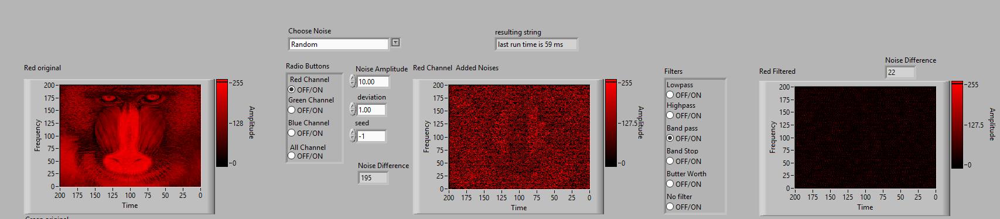 Choose Noise
Random
resulting string
last run time is 59 ms
Red original
200
175
150
125
100
75
50
25
0
200 175 150 125 100 75 50 25 0
Frequency
Time
255
128
0
Amplitude
Radio Buttons
Red Channel
OFF/ON
Green Channel
OFF/ON
Blue Channel
OFF/ON
All Channel
OFF/ON
Noise Amplitude
10.00
deviation
1.00
seed
-1
Noise Difference
195
Red Channel Added Noises
200
175
150
125
100
75
50
25
0
200 175 150 125 100 75 50 25 0
Frequency
Time
255
127.5
0
Amplitude
Filters
Lowpass
OFF/ON
Highpass
OFF/ON
Band pass
OFF/ON
Band Stop
OFF/ON
Butter Worth
OFF/ON
No filter
OFF/ON
Noise Difference
22
Red Filtered
200
175
150
125
100
75
50
25
0
200 175 150 125 100 75 50 25 0
Frequency
Time
255
127.5
0
Amplitude
Green original